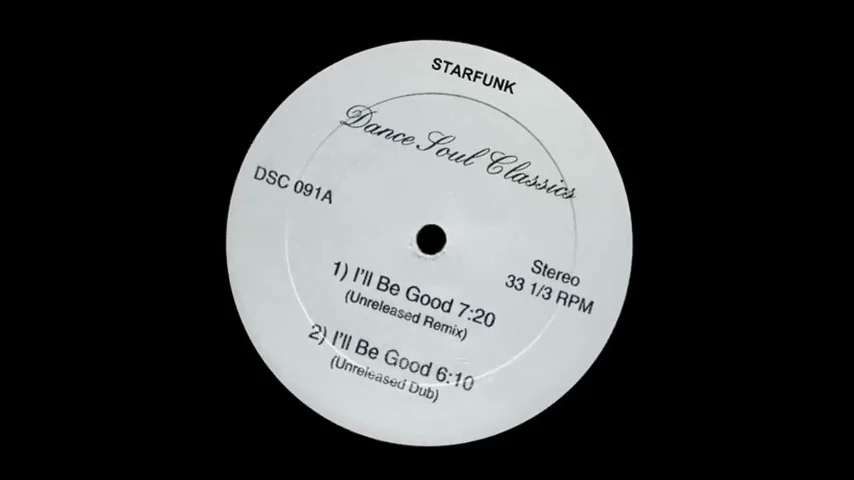 STARFUNK
Dance Soul Classics
DSC 091A
Stereo
33 1/3 RPM
1) I'll Be Good 7:20
(Unreleased Remix)
2) I'll Be Good 6:10
(Unreleased Dub)